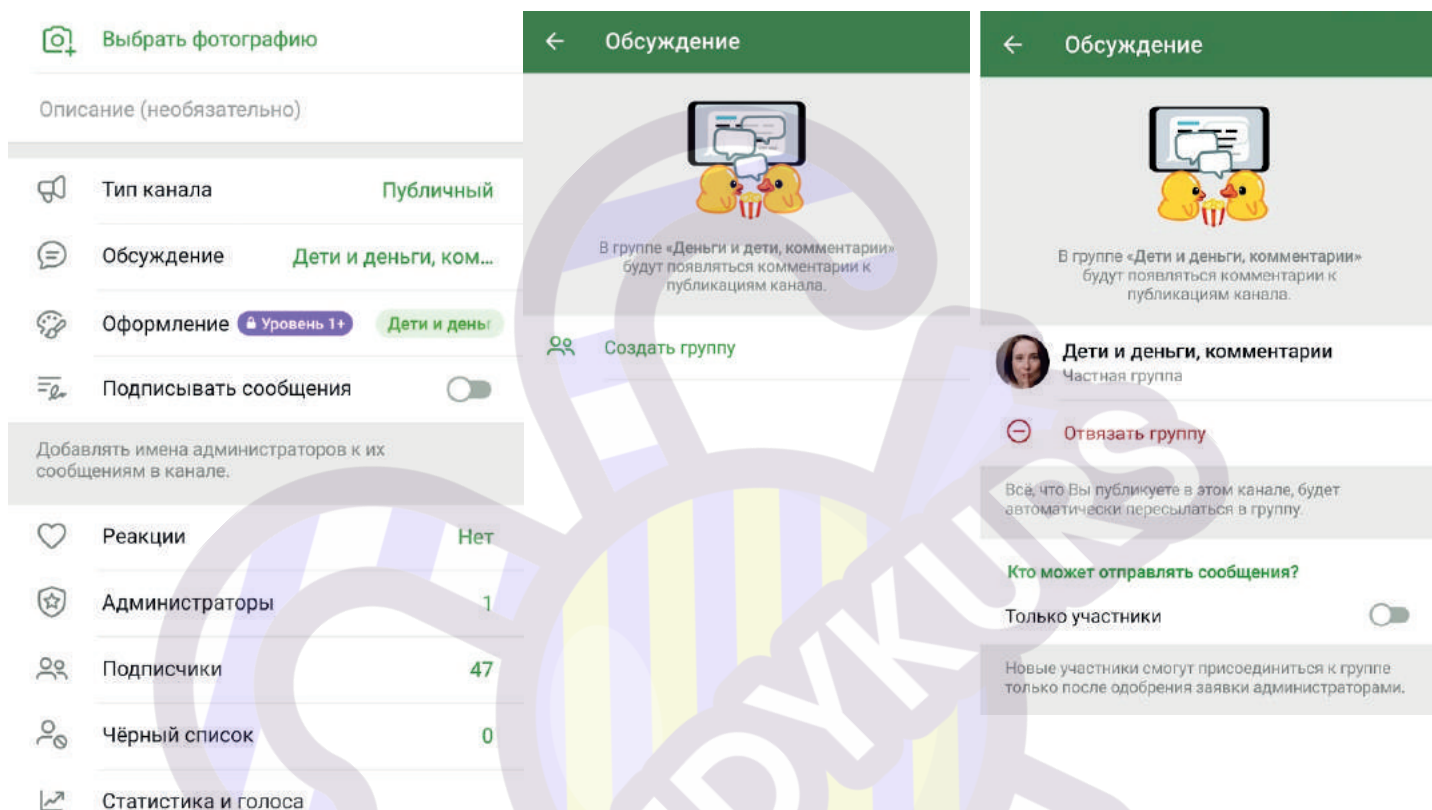 Выбрать фотографию
Описание (необязательно)
Тип канала Публичный
Обсуждение Дети и деньги, ком...
Оформление Уровень 1+ Дети и деньг
Подписывать сообщения
Добавлять имена администраторов к их
сообщениям в канале.
Реакции Нет
Администраторы 1
Подписчики 47
Чёрный список 0
Статистика и голоса
Обсуждение
В группе «Деньги и дети, комментарии»
будут появляться комментарии к
публикациям канала.
Создать группу
Обсуждение
В группе «Дети и деньги, комментарии»
будут появляться комментарии к
публикациям канала.
Дети и деньги, комментарии
Частная группа
Отвязать группу
Всё, что Вы публикуете в этом канале, будет
автоматически пересылаться в группу.
Кто может отправлять сообщения?
Только участники
Новые участники смогут присоединиться к группе
только после одобрения заявки администраторами.